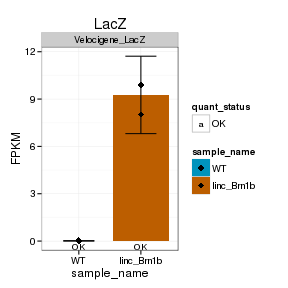 LacZ
Velocigene_LacZ
12
9
6
3
0
FPKM
OK
OK
WT
linc_Brn1b
sample_name
quant_status
a OK
sample_name
WT
linc_Brn1b